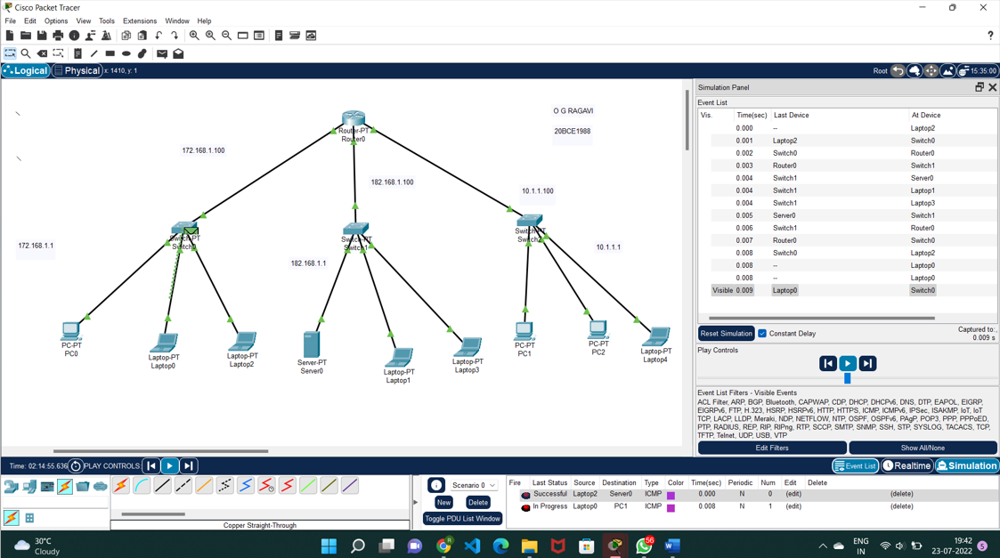 Cisco Packet Tracer
File Edit Options View Tools Extensions Window Help
?
Logical Physical x: 1410, y: 1 Root 15:35:00
O G RAGAVI
20BCE1988
Router-PT
Router0
172.168.1.100
182.168.1.100
10.1.1.100
Switch-PT
Switch0
Switch-PT
Switch1
Switch-PT
172.168.1.1
182.168.1.1
10.1.1.1
PC-PT
PC0
Laptop-PT
Laptop0
Laptop-PT
Laptop2
Server-PT
Server0
Laptop-PT
Laptop1
Laptop-PT
Laptop3
PC-PT
PC1
PC-PT
PC2
Laptop-PT
Laptop4
Simulation Panel
Event List
Vis. Time(sec) Last Device At Device
0.000 -- Laptop2
0.001 Laptop2 Switch0
0.002 Switch0 Router0
0.003 Router0 Switch1
0.004 Switch1 Server0
0.004 Switch1 Laptop1
0.004 Switch1 Laptop3
0.005 Server0 Switch1
0.006 Switch1 Router0
0.007 Router0 Switch0
0.008 Switch0 Laptop2
0.008 -- Laptop0
0.008 -- Laptop0
Visible 0.009 Laptop0 Switch0
Reset Simulation Constant Delay Captured to:
0.009 s
Play Controls
Event List Filters - Visible Events
ACL Filter, ARP, BGP, Bluetooth, CAPWAP, CDP, DHCP, DHCPv6, DNS, DTP, EAPOL, EIGRP,
EIGRPv6, FTP, H.323, HSRP, HSRPv6, HTTP, HTTPS, ICMP, ICMPv6, IPSec, ISAKMP, IoT, IoT
TCP, LACP, LLDP, Meraki, NDP, NETFLOW, NTP, OSPF, OSPFv6, PAgP, POP3, PPP, PPPoED,
PTP, RADIUS, REP, RIP, RIPng, RTP, SCCP, SMTP, SNMP, SSH, STP, SYSLOG, TACACS, TCP,
TFTP, Telnet, UDP, USB, VTP
Edit Filters Show All/None
Time: 02:14:55.636 PLAY CONTROLS: Event List Realtime Simulation
Scenario 0
New Delete
Toggle PDU List Window
Copper Straight-Through
Fire Last Status Source Destination Type Color Time(sec) Periodic Num Edit Delete
Successful Laptop2 Server0 ICMP 0.000 N 0 (edit) (delete)
In Progress Laptop0 PC1 ICMP 0.008 N 1 (edit) (delete)
30°C
Cloudy
R
56
ENG
IN
19:42
23-07-2022
5